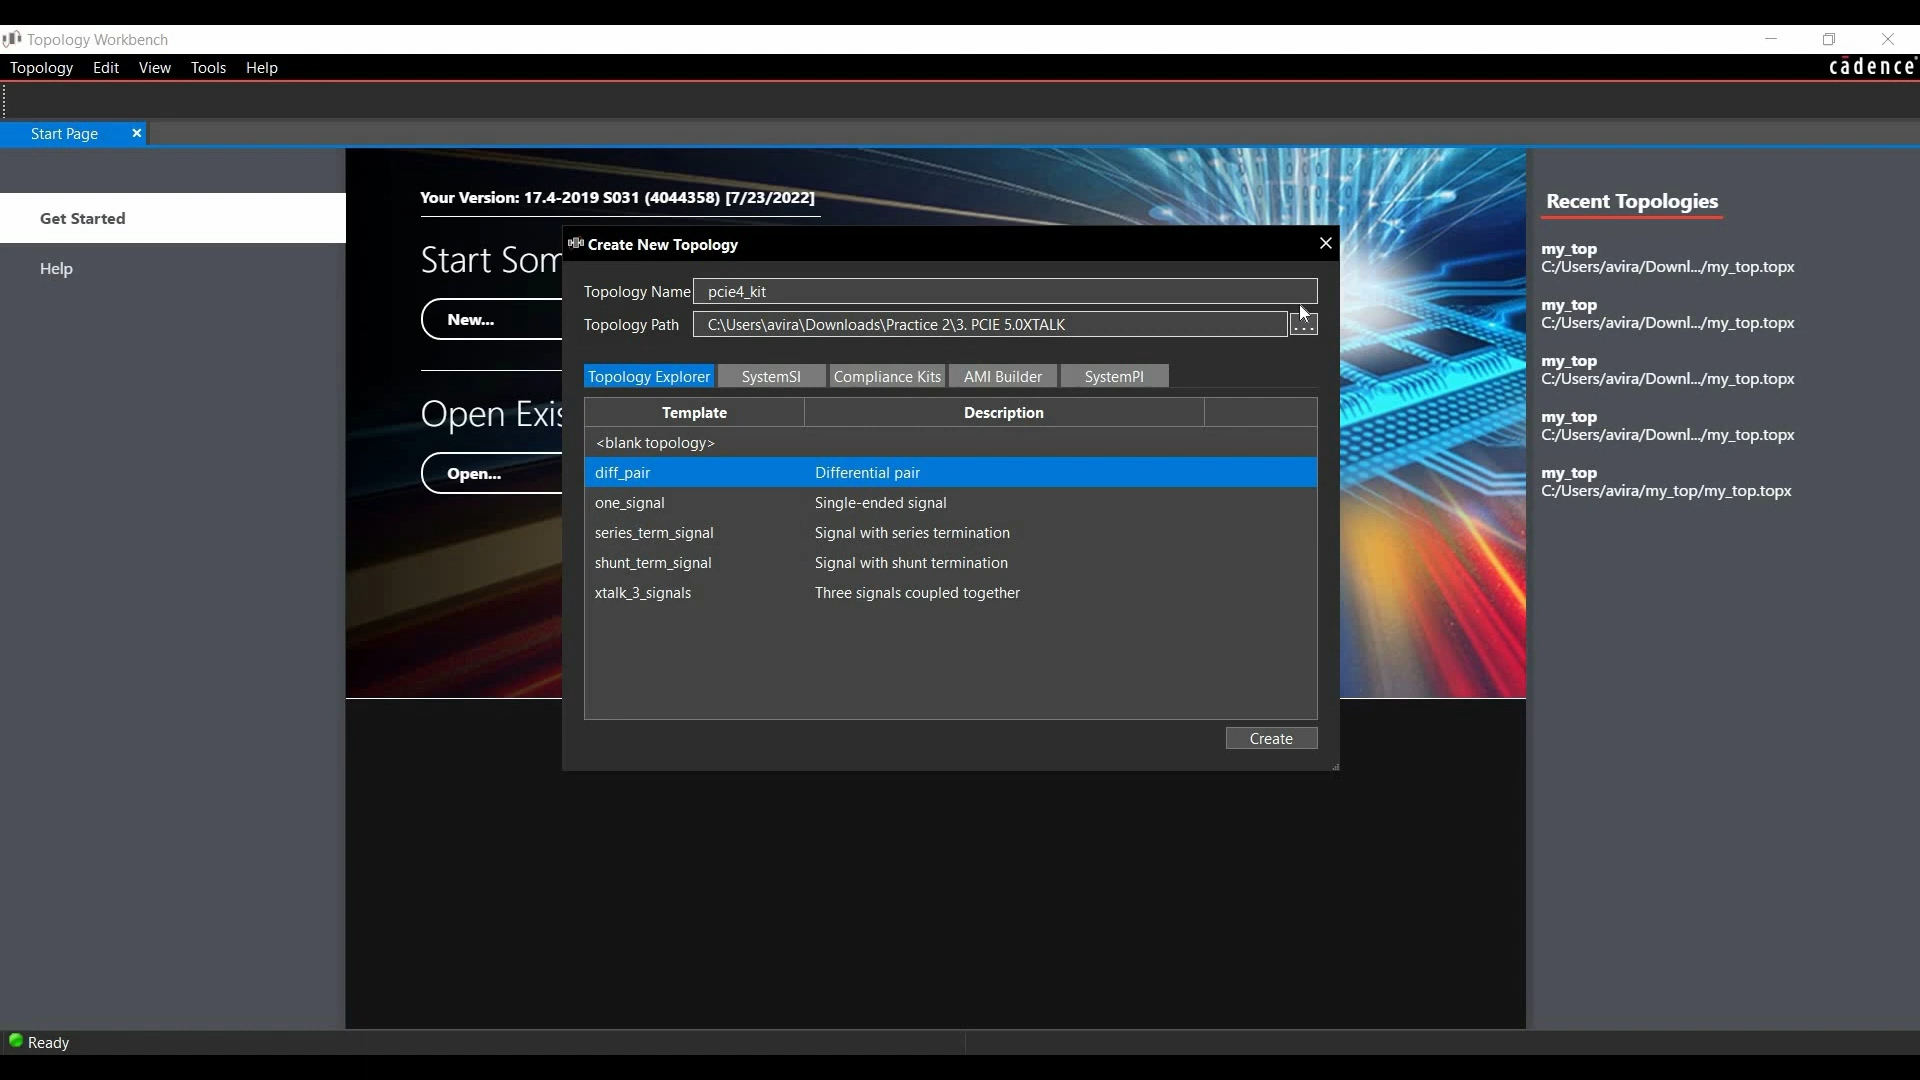 Topology Workbench
Topology Edit View Tools Help
cādence
Start Page
Get Started
Help
Your Version: 17.4-2019 S031 (4044358) [7/23/2022]
Start Som
New...
Open Exis
Open...
Create New Topology
Topology Name pcie4_kit
Topology Path C:\Users\avira\Downloads\Practice 2\3. PCIE 5.0XTALK ...
Topology Explorer SystemSI Compliance Kits AMI Builder SystemPI
Template Description
<blank topology>
diff_pair Differential pair
one_signal Single-ended signal
series_term_signal Signal with series termination
shunt_term_signal Signal with shunt termination
xtalk_3_signals Three signals coupled together
Create
Recent Topologies
my_top
C:/Users/avira/Downl.../my_top.topx
my_top
C:/Users/avira/Downl.../my_top.topx
my_top
C:/Users/avira/Downl.../my_top.topx
my_top
C:/Users/avira/Downl.../my_top.topx
my_top
C:/Users/avira/my_top/my_top.topx
Ready